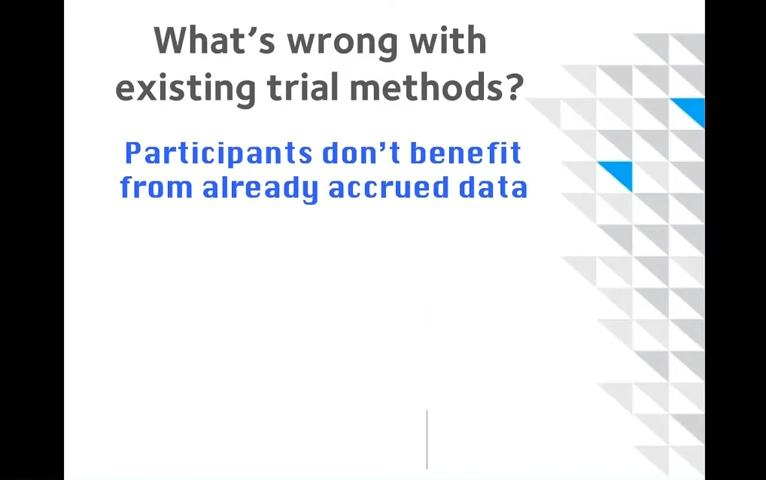 What's wrong with
existing trial methods?
Participants don't benefit
from already accrued data